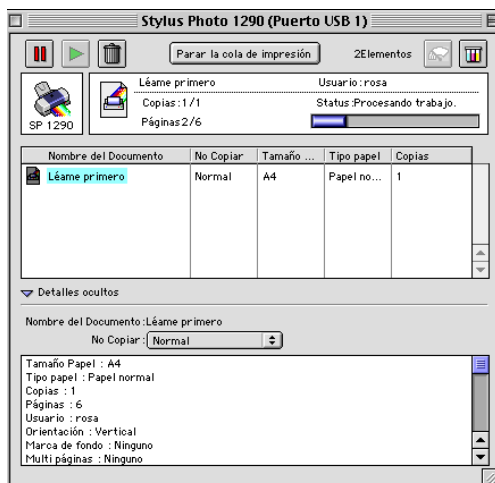 Stylus Photo 1290 (Puerto USB 1)
Parar la cola de impresión
2Elementos
SP 1290
Léame primero
Usuario:rosa
Copias:1/1
Status:Procesando trabajo.
Páginas2/6
Nombre del Documento No Copiar Tamaño ... Tipo papel Copias
Léame primero Normal A4 Papel no... 1
Detalles ocultos
Nombre del Documento:Léame primero
No Copiar: Normal
Tamaño Papel : A4
Tipo papel : Papel normal
Copias : 1
Páginas : 6
Usuario : rosa
Orientación : Vertical
Marca de fondo : Ninguno
Multi páginas : Ninguno